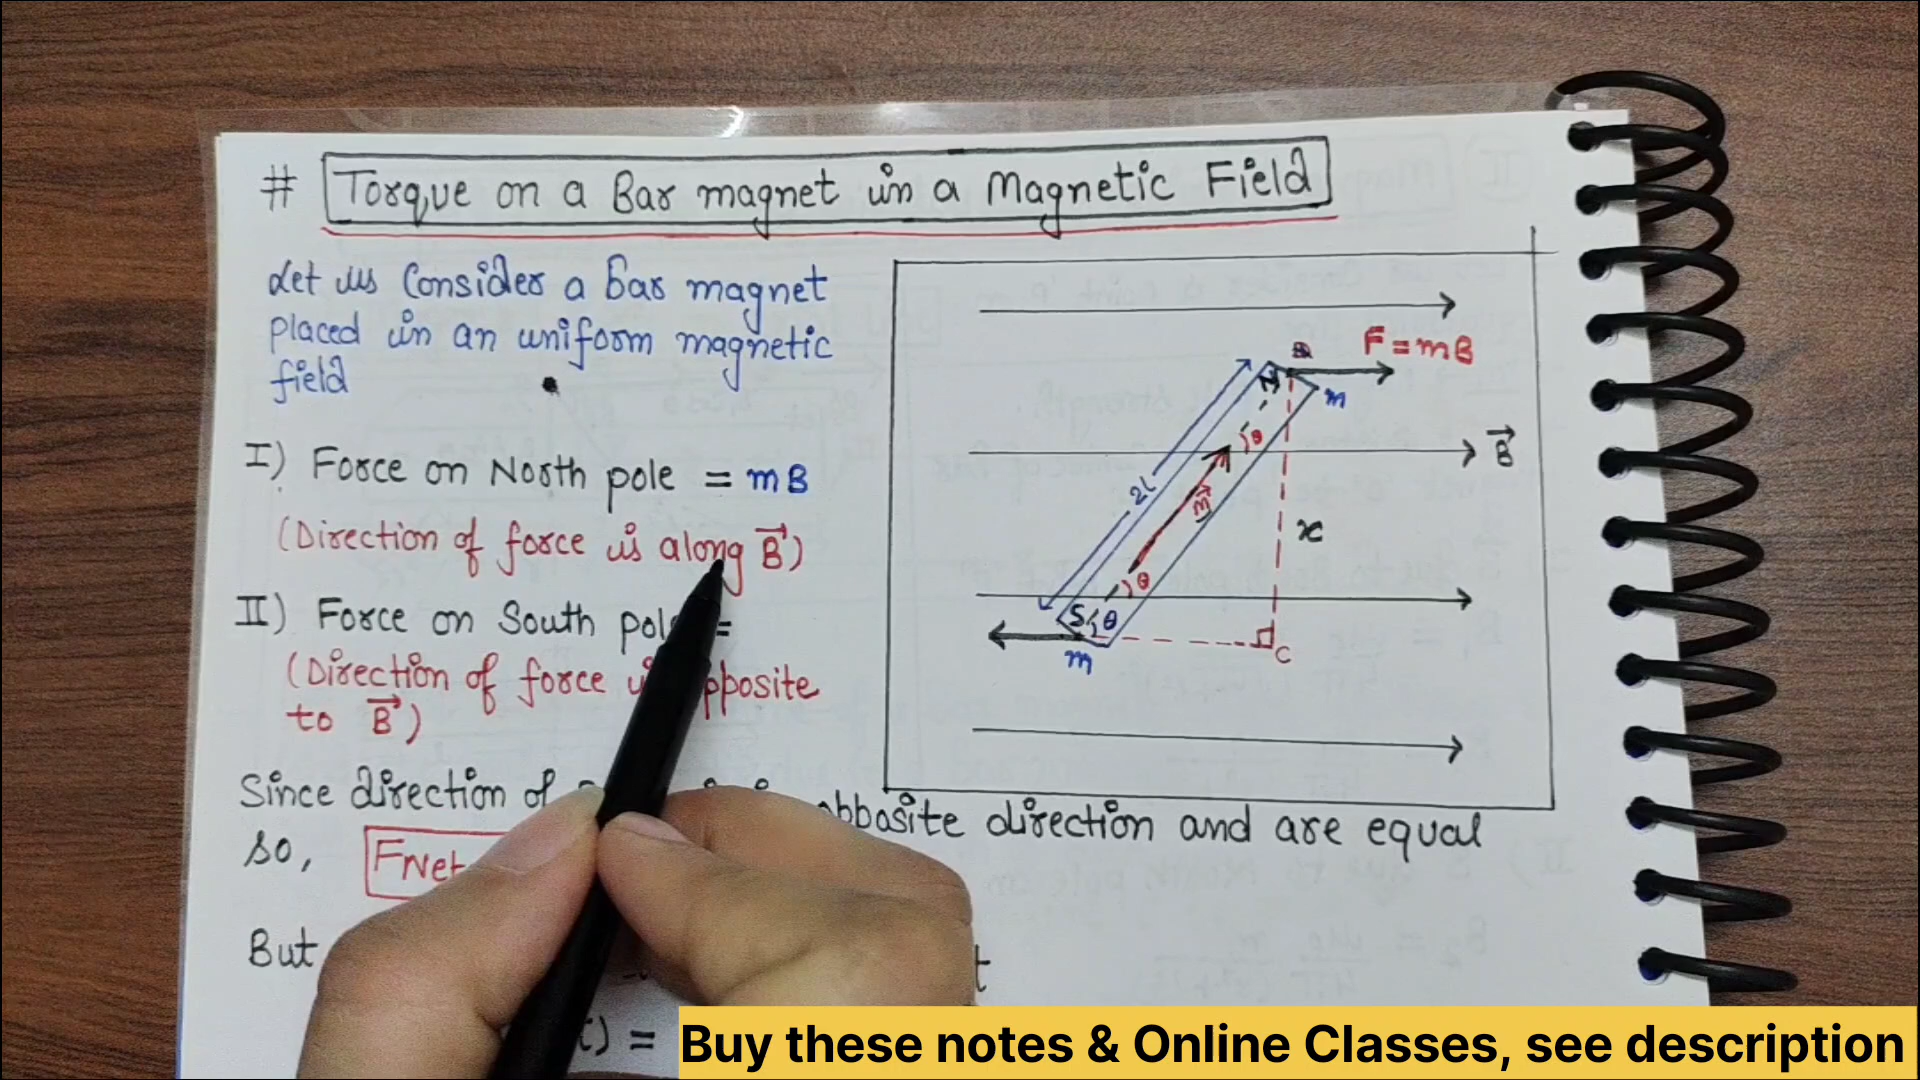 # Torque on a Bar magnet in a Magnetic Field
Let us Consider a bar magnet
placed in an uniform magnetic
field
I) Force on North pole = mB
(Direction of force is along B⃗)
II) Force on South pole =
(Direction of force is opposite
to B⃗)
Since direction of opposite direction and are equal
so, FNet
But
t) =
F = mB
N
m
B⃗
θ
2l
m⃗
x
θ
S θ
m
C
Buy these notes & Online Classes, see description